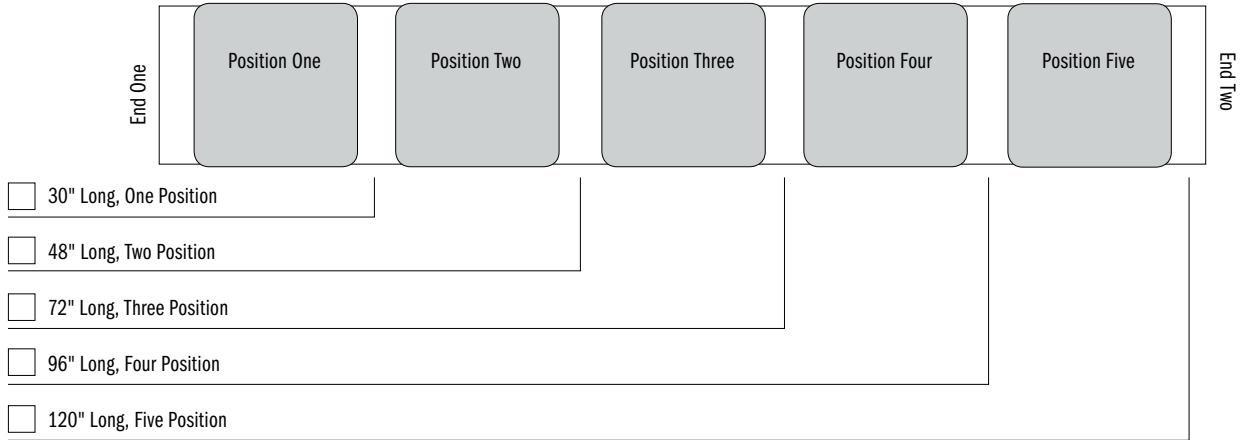 End One
Position One
Position Two
Position Three
Position Four
Position Five
End Two
30" Long, One Position
48" Long, Two Position
72" Long, Three Position
96" Long, Four Position
120" Long, Five Position